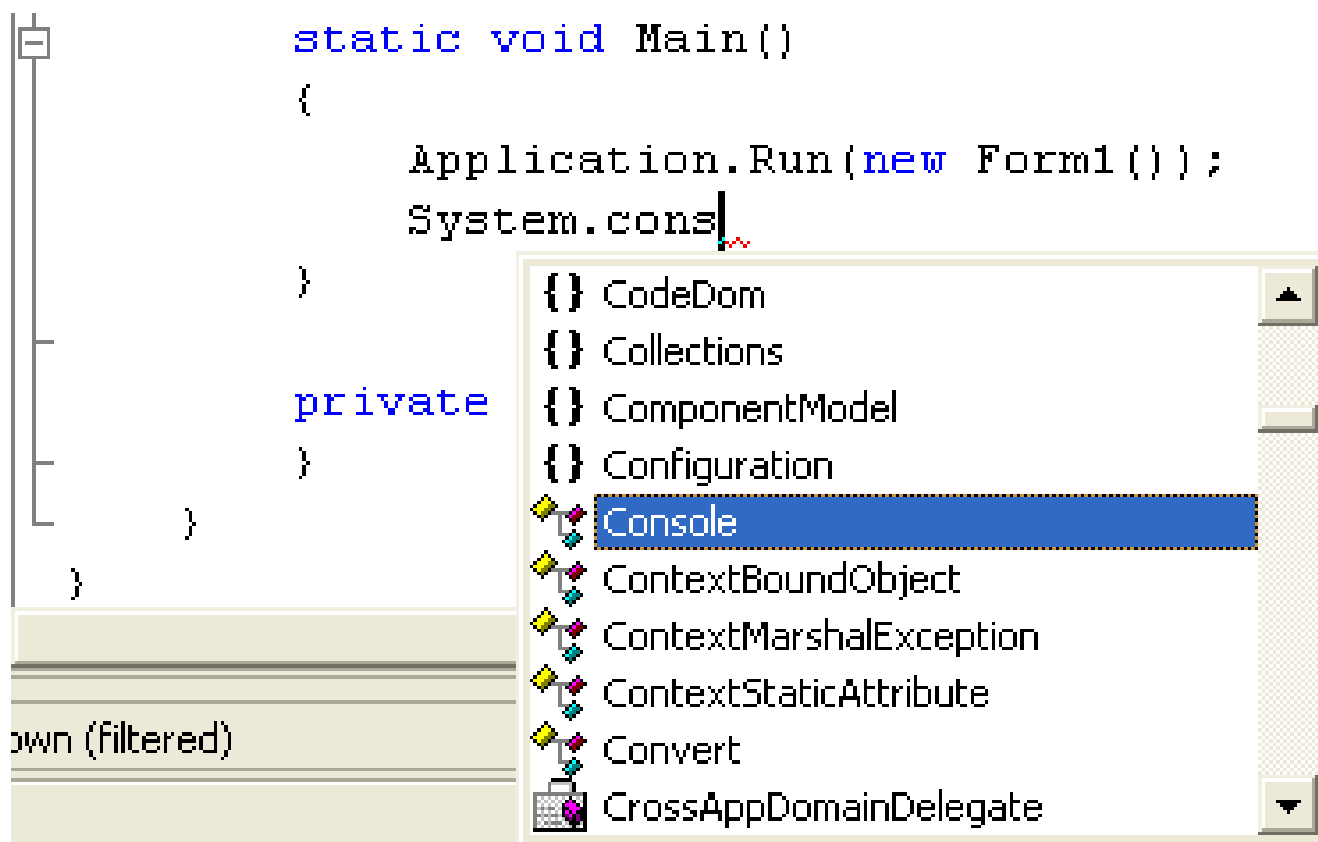 static void Main()
{
Application.Run(new Form1());
System.cons
}
private
}
}
}
{} CodeDom
{} Collections
{} ComponentModel
{} Configuration
Console
ContextBoundObject
ContextMarshalException
ContextStaticAttribute
Convert
CrossAppDomainDelegate
(filtered)